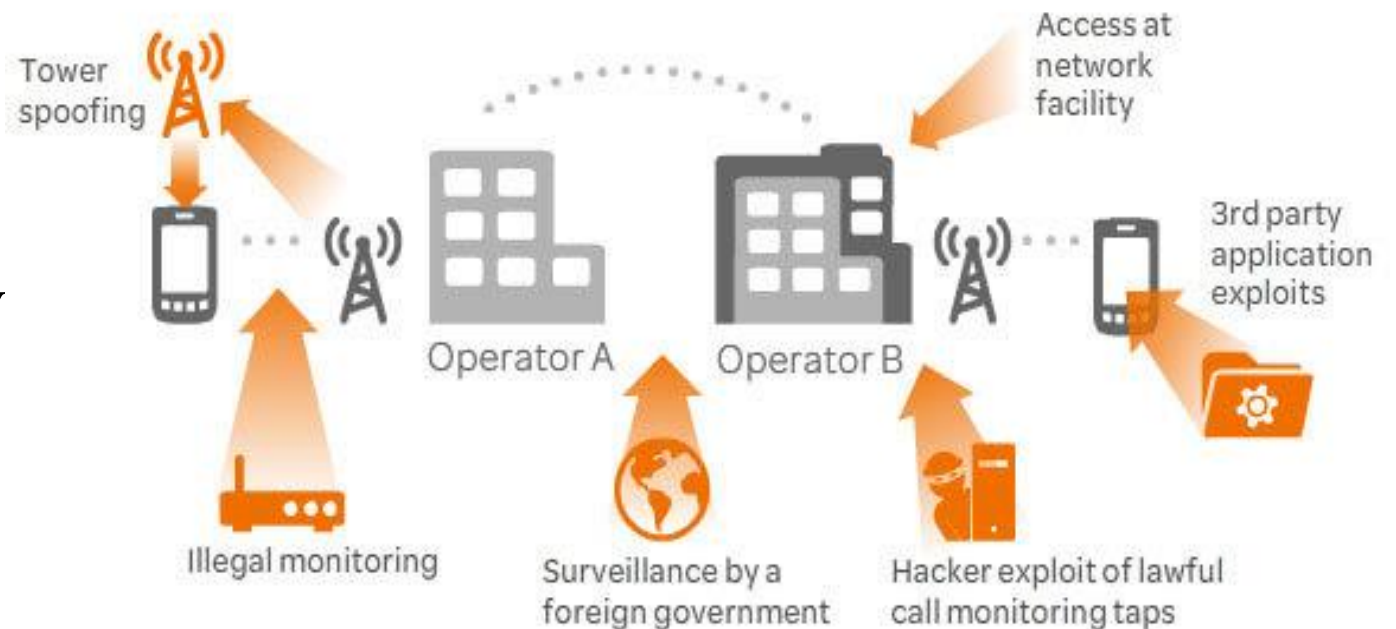 Tower
spoofing
Access at
network
facility
3rd party
application
exploits
y
Operator A
Operator B
Illegal monitoring
Surveillance by a
foreign government
Hacker exploit of lawful
call monitoring taps